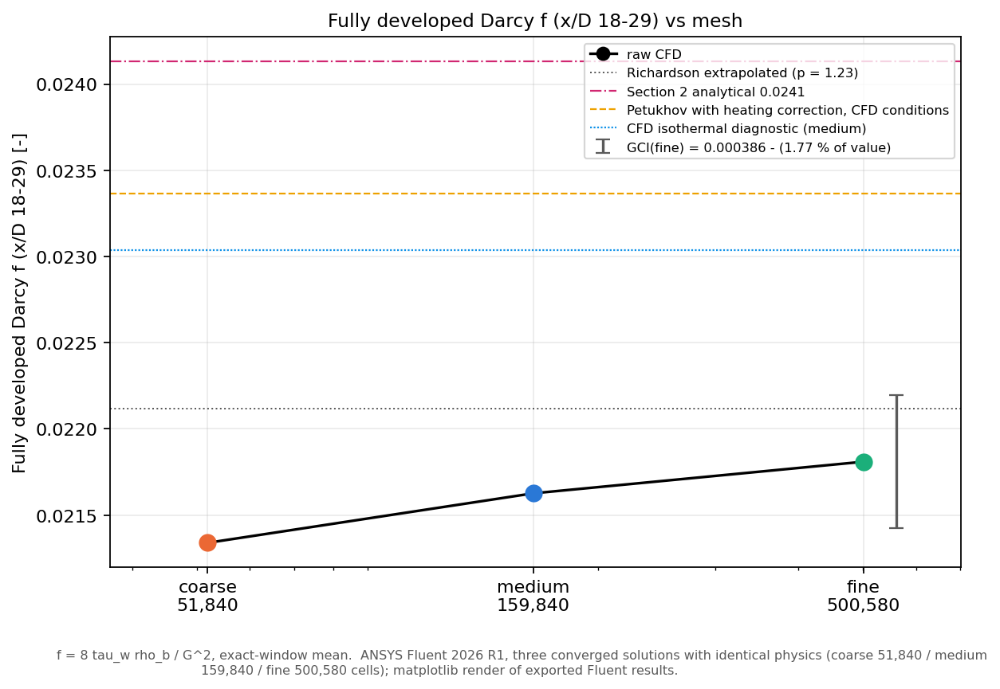 Fully developed Darcy f (x/D 18-29) vs mesh
Fully developed Darcy f (x/D 18-29) [-]
0.0240
0.0235
0.0230
0.0225
0.0220
0.0215
raw CFD
Richardson extrapolated (p = 1.23)
Section 2 analytical 0.0241
Petukhov with heating correction, CFD conditions
CFD isothermal diagnostic (medium)
GCI(fine) = 0.000386 - (1.77 % of value)
coarse
51,840
medium
159,840
fine
500,580
f = 8 tau_w rho_b / G^2, exact-window mean.  ANSYS Fluent 2026 R1, three converged solutions with identical physics (coarse 51,840 / medium
159,840 / fine 500,580 cells); matplotlib render of exported Fluent results.